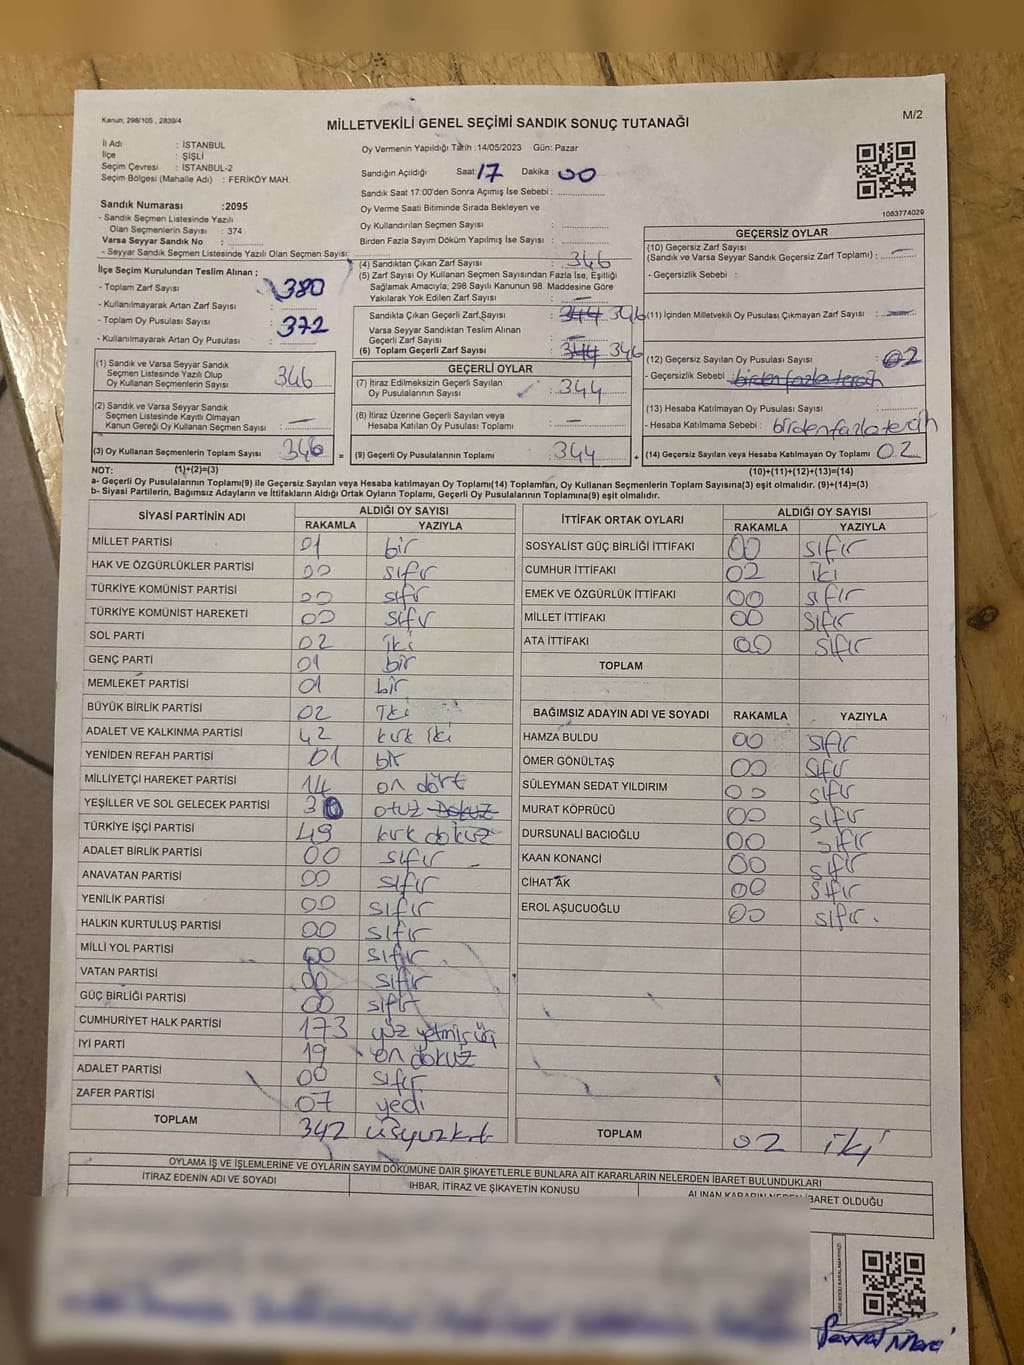 Kanun; 298/105 , 2839/4
M/2
MİLLETVEKİLİ GENEL SEÇİMİ SANDIK SONUÇ TUTANAĞI
İl Adı : İSTANBUL
İlçe : ŞİŞLİ
Seçim Çevresi : İSTANBUL-2
Seçim Bölgesi (Mahalle Adı) : FERİKÖY MAH.
Sandık Numarası :2095
- Sandık Seçmen Listesinde Yazılı
Olan Seçmenlerin Sayısı : 374
Varsa Seyyar Sandık No :
- Seyyar Sandık Seçmen Listesinde Yazılı Olan Seçmen Sayısı:
Oy Vermenin Yapıldığı Tarih :14/05/2023 Gün: Pazar
Sandığın Açıldığı Saat: 17 Dakika : 00
Sandık Saat 17:00'den Sonra Açımış İse Sebebi :
Oy Verme Saati Bitiminde Sırada Bekleyen ve
Oy Kullandırılan Seçmen Sayısı :
Birden Fazla Sayım Döküm Yapılmış İse Sayısı :
1083774029
İlçe Seçim Kurulundan Teslim Alınan ;
- Toplam Zarf Sayısı : 380
- Kullanılmayarak Artan Zarf Sayısı :
- Toplam Oy Pusulası Sayısı : 372
- Kullanılmayarak Artan Oy Pusulası :
(1) Sandık ve Varsa Seyyar Sandık
Seçmen Listesinde Yazılı Olup
Oy Kullanan Seçmenlerin Sayısı 346
(2) Sandık ve Varsa Seyyar Sandık
Seçmen Listesinde Kayıtlı Olmayan
Kanun Gereği Oy Kullanan Seçmen Sayısı : —
(3) Oy Kullanan Seçmenlerin Toplam Sayısı 346
(4) Sandıktan Çıkan Zarf Sayısı : 346
(5) Zarf Sayısı Oy Kullanan Seçmen Sayısından Fazla İse, Eşitliği
Sağlamak Amacıyla; 298 Sayılı Kanunun 98. Maddesine Göre
Yakılarak Yok Edilen Zarf Sayısı : —
Sandıkta Çıkan Geçerli Zarf Sayısı : 344 346
Varsa Seyyar Sandıktan Teslim Alınan
Geçerli Zarf Sayısı : —
(6) Toplam Geçerli Zarf Sayısı : 344 346
GEÇERLİ OYLAR
(7) İtiraz Edilmeksizin Geçerli Sayılan
Oy Pusulalarının Sayısı : 344
(8) İtiraz Üzerine Geçerli Sayılan veya
Hesaba Katılan Oy Pusulası Toplamı : —
= (9) Geçerli Oy Pusulalarının Toplamı 344 +
GEÇERSİZ OYLAR
(10) Geçersiz Zarf Sayısı
(Sandık ve Varsa Seyyar Sandık Geçersiz Zarf Toplamı) : —
- Geçersizlik Sebebi :
(11) İçinden Milletvekili Oy Pusulası Çıkmayan Zarf Sayısı : —
(12) Geçersiz Sayılan Oy Pusulası Sayısı : 02
- Geçersizlik Sebebi : birden fazla tercih
(13) Hesaba Katılmayan Oy Pusulası Sayısı :
- Hesaba Katılmama Sebebi : birden fazla tercih
(14) Geçersiz Sayılan veya Hesaba Katılmayan Oy Toplamı 02
NOT: (1)+(2)=(3) (10)+(11)+(12)+(13)=(14)
a- Geçerli Oy Pusulalarının Toplamı(9) ile Geçersiz Sayılan veya Hesaba Katılmayan Oy Toplamı(14) Toplamları, Oy Kullanan Seçmenlerin Toplam Sayısına(3) eşit olmalıdır. (9)+(14)=(3)
b- Siyasi Partilerin, Bağımsız Adayların ve İttifakların Aldığı Ortak Oyların Toplamı, Geçerli Oy Pusulalarının Toplamına(9) eşit olmalıdır.
SİYASİ PARTİNİN ADI ALDIĞI OY SAYISI
RAKAMLA YAZIYLA
MİLLET PARTİSİ 01 bir
HAK VE ÖZGÜRLÜKLER PARTİSİ 00 sıfır
TÜRKİYE KOMÜNİST PARTİSİ 00 sıfır
TÜRKİYE KOMÜNİST HAREKETİ 00 sıfır
SOL PARTİ 02 iki
GENÇ PARTİ 01 bir
MEMLEKET PARTİSİ 01 bir
BÜYÜK BİRLİK PARTİSİ 02 iki
ADALET VE KALKINMA PARTİSİ 42 kırk iki
YENİDEN REFAH PARTİSİ 01 bir
MİLLİYETÇİ HAREKET PARTİSİ 14 on dört
YEŞİLLER VE SOL GELECEK PARTİSİ 30 otuz dokuz
TÜRKİYE İŞÇİ PARTİSİ 49 kırk dokuz
ADALET BİRLİK PARTİSİ 00 sıfır
ANAVATAN PARTİSİ 00 sıfır
YENİLİK PARTİSİ 00 sıfır
HALKIN KURTULUŞ PARTİSİ 00 sıfır
MİLLİ YOL PARTİSİ 00 sıfır
VATAN PARTİSİ 00 sıfır
GÜÇ BİRLİĞİ PARTİSİ 00 sıfır
CUMHURİYET HALK PARTİSİ 173 yüz yetmiş üç
İYİ PARTİ 19 on dokuz
ADALET PARTİSİ 00 sıfır
ZAFER PARTİSİ 07 yedi
TOPLAM 342 üçyüzkırk
İTTİFAK ORTAK OYLARI ALDIĞI OY SAYISI
RAKAMLA YAZIYLA
SOSYALİST GÜÇ BİRLİĞİ İTTİFAKI 00 sıfır
CUMHUR İTTİFAKI 02 iki
EMEK VE ÖZGÜRLÜK İTTİFAKI 00 sıfır
MİLLET İTTİFAKI 00 sıfır
ATA İTTİFAKI 00 sıfır
TOPLAM
BAĞIMSIZ ADAYIN ADI VE SOYADI RAKAMLA YAZIYLA
HAMZA BULDU 00 sıfır
ÖMER GÖNÜLTAŞ 00 sıfır
SÜLEYMAN SEDAT YILDIRIM 00 sıfır
MURAT KÖPRÜCÜ 00 sıfır
DURSUNALİ BACIOĞLU 00 sıfır
KAAN KONANCİ 00 sıfır
CİHAT AK 00 sıfır
EROL AŞUCUOĞLU 00 sıfır.
TOPLAM 02 iki
OYLAMA İŞ VE İŞLEMLERİNE VE OYLARIN SAYIM DÖKÜMÜNE DAİR ŞİKAYETLERLE BUNLARA AİT KARARLARIN NELERDEN İBARET BULUNDUKLARI
İTİRAZ EDENİN ADI VE SOYADI İHBAR, İTİRAZ VE ŞİKAYETİN KONUSU ALINAN KARARIN NEDEN İBARET OLDUĞU